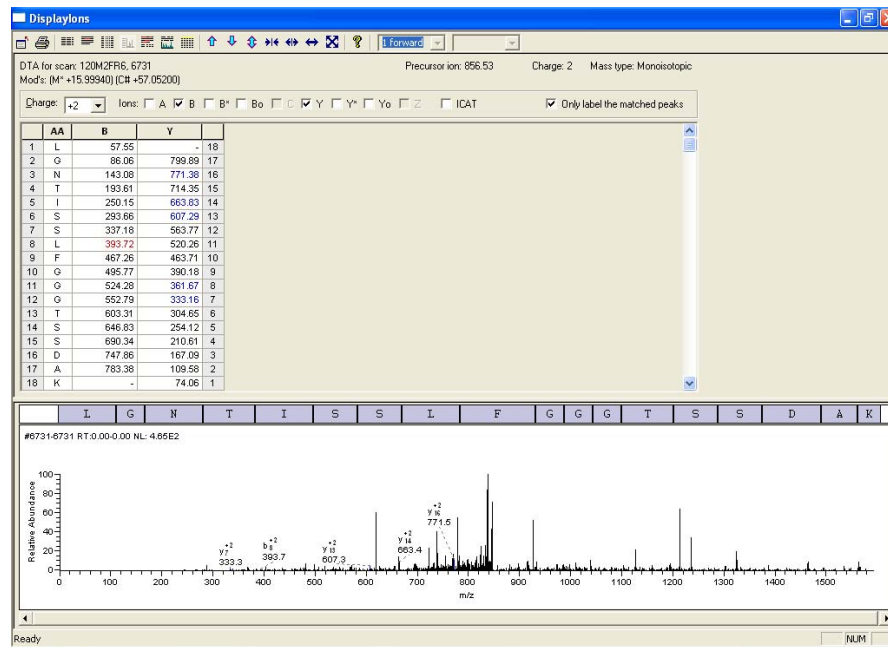 DisplayIons
1 forward
DTA for scan: 120M2FR6, 6731 Precursor ion: 856.53 Charge: 2 Mass type: Monoisotopic
Mod's: (M* +15.99940) (C# +57.05200)
Charge: +2 Ions: A B B* Bo C Y Y* Yo Z ICAT Only label the matched peaks
AA B Y
1 L 57.55 - 18
2 G 86.06 799.89 17
3 N 143.08 771.38 16
4 T 193.61 714.35 15
5 I 250.15 663.83 14
6 S 293.66 607.29 13
7 S 337.18 563.77 12
8 L 393.72 520.26 11
9 F 467.26 463.71 10
10 G 495.77 390.18 9
11 G 524.28 361.67 8
12 G 552.79 333.16 7
13 T 603.31 304.65 6
14 S 646.83 254.12 5
15 S 690.34 210.61 4
16 D 747.86 167.09 3
17 A 783.38 109.58 2
18 K - 74.06 1
L G N T I S S L F G G G T S S D A K
#6731-6731 RT:0.00-0.00 NL: 4.65E2
Relative Abundance
100
80
60
40
20
0
y7 +2
333.3
b8 +2
393.7
y13 +2
607.3
y14 +2
663.4
y16 +2
771.5
0 100 200 300 400 500 600 700 800 900 1000 1100 1200 1300 1400 1500
m/z
Ready NUM